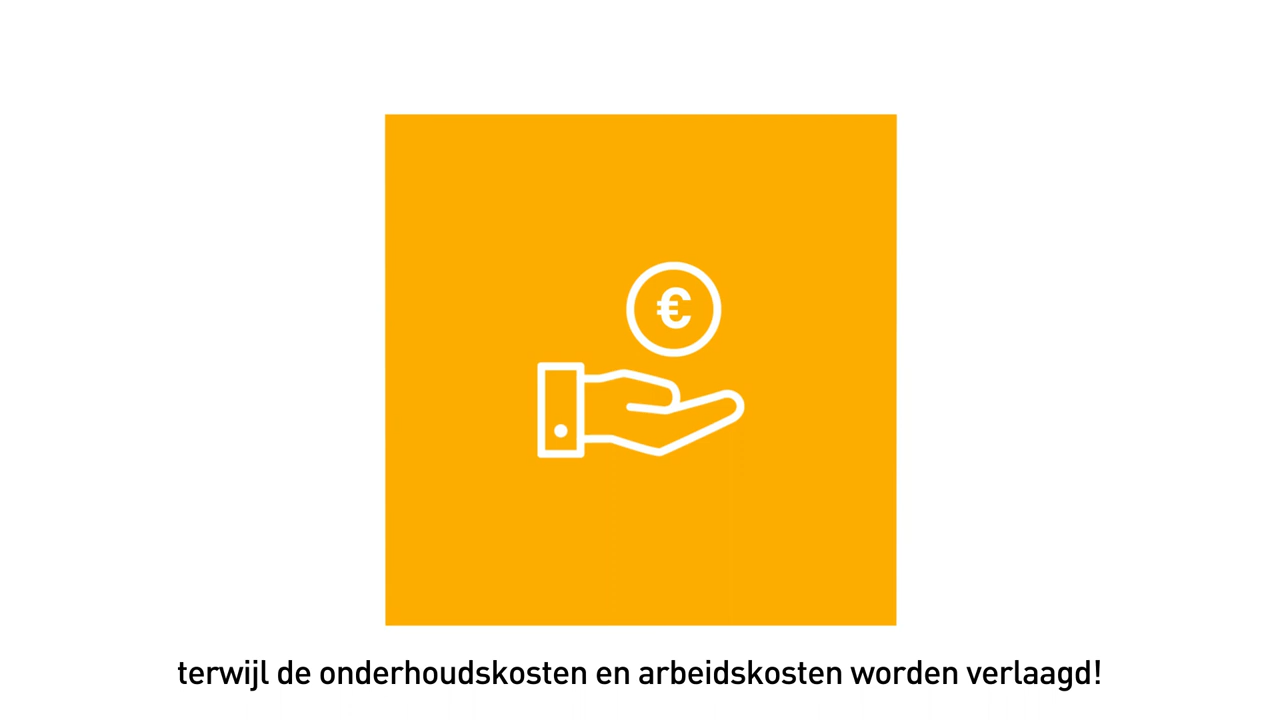 €
terwijl de onderhoudskosten en arbeidskosten worden verlaagd!